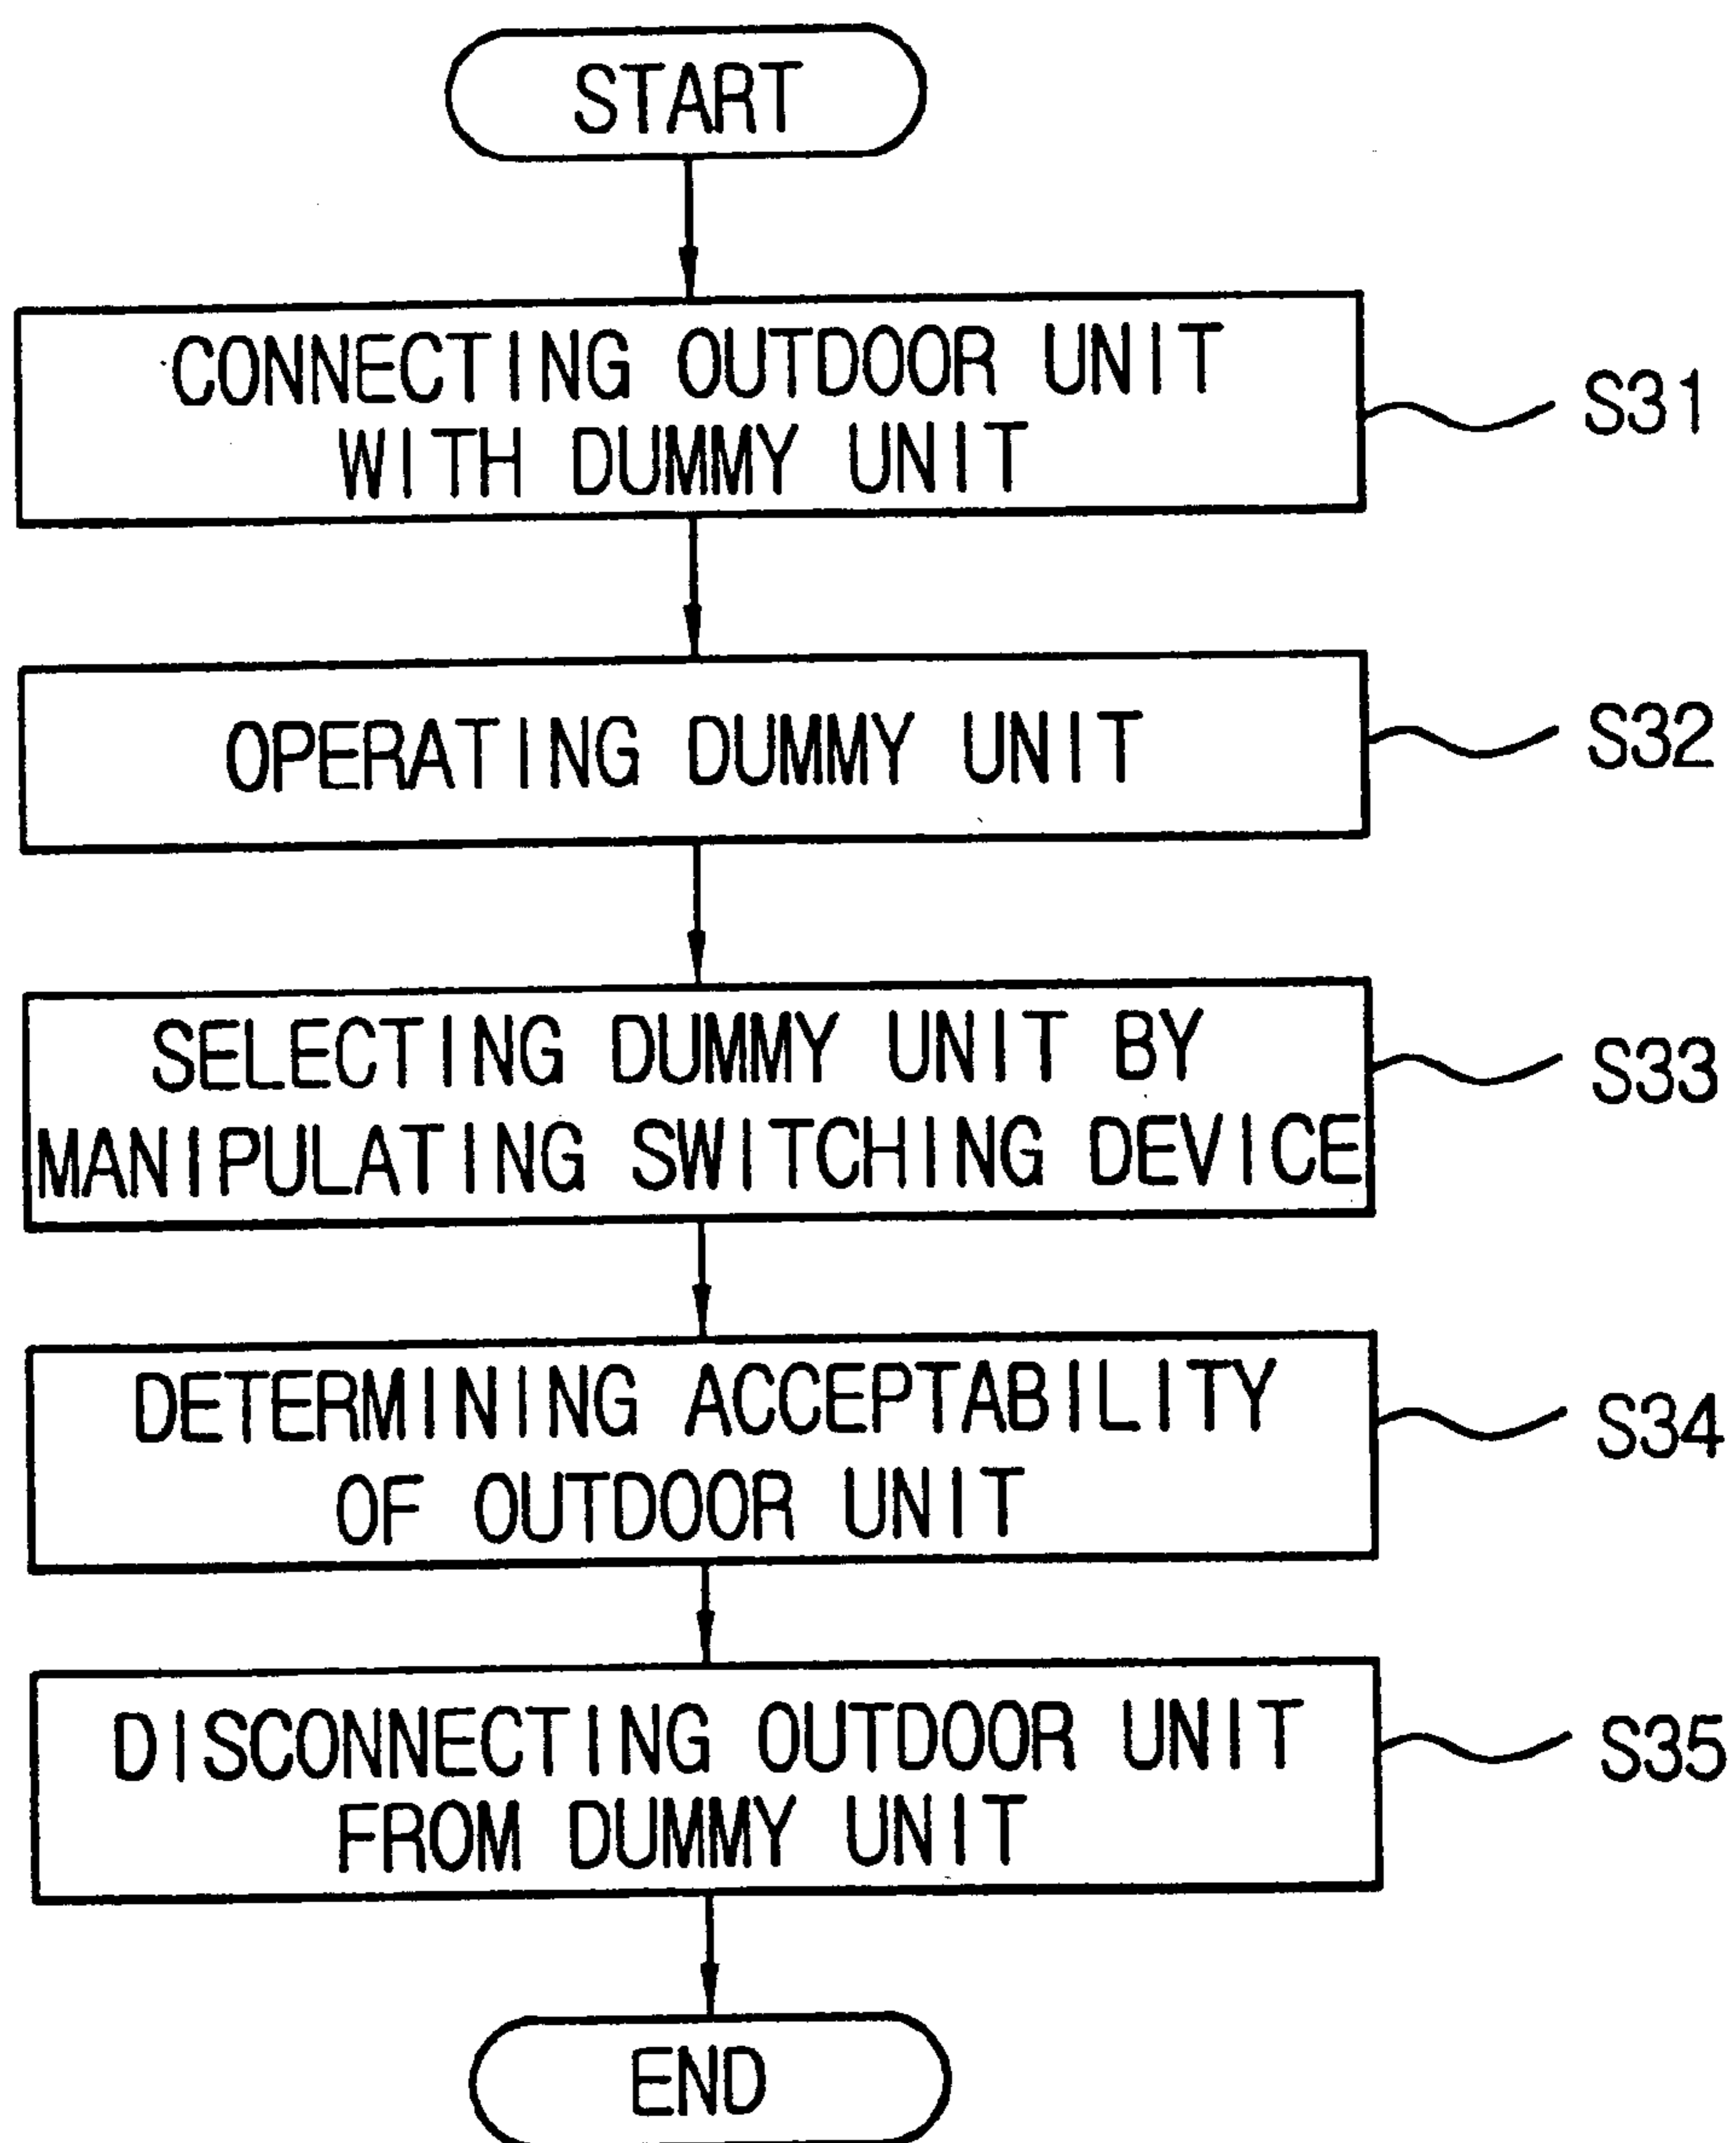 START
CONNECTING OUTDOOR UNIT
WITH DUMMY UNIT
S31
OPERATING DUMMY UNIT
S32
SELECTING DUMMY UNIT BY
MANIPULATING SWITCHING DEVICE
S33
DETERMINING ACCEPTABILITY
OF OUTDOOR UNIT
S34
DISCONNECTING OUTDOOR UNIT
FROM DUMMY UNIT
S35
END